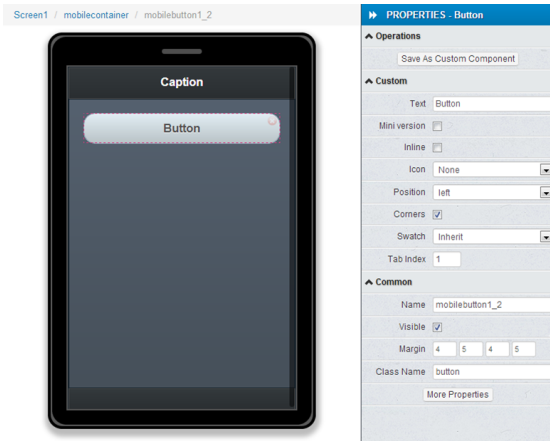 Screen1 / mobilecontainer / mobilebutton1_2
Caption
Button
PROPERTIES - Button
Operations
Save As Custom Component
Custom
Text Button
Mini version
Inline
Icon None
Position left
Corners
Swatch Inherit
Tab Index 1
Common
Name mobilebutton1_2
Visible
Margin 4 5 4 5
Class Name button
More Properties